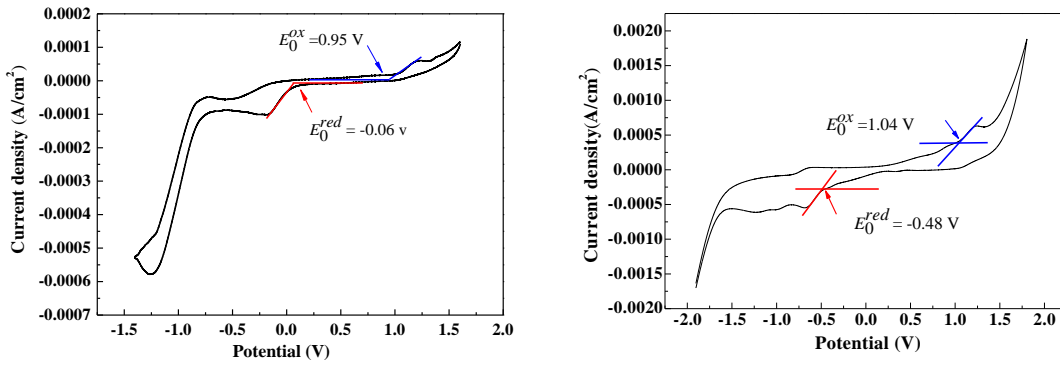 0.0002
0.0001
0.0000
-0.0001
-0.0002
-0.0003
-0.0004
-0.0005
-0.0006
-0.0007
Current density (A/cm²)
E₀ᵒˣ =0.95 V
E₀ʳᵉᵈ = -0.06 v
-1.5 -1.0 -0.5 0.0 0.5 1.0 1.5 2.0
Potential (V)
0.0025
0.0020
0.0015
0.0010
0.0005
0.0000
-0.0005
-0.0010
-0.0015
-0.0020
Current density(A/cm²)
E₀ᵒˣ =1.04 V
E₀ʳᵉᵈ = -0.48 V
-2.0 -1.5 -1.0 -0.5 0.0 0.5 1.0 1.5 2.0
Potential (V)